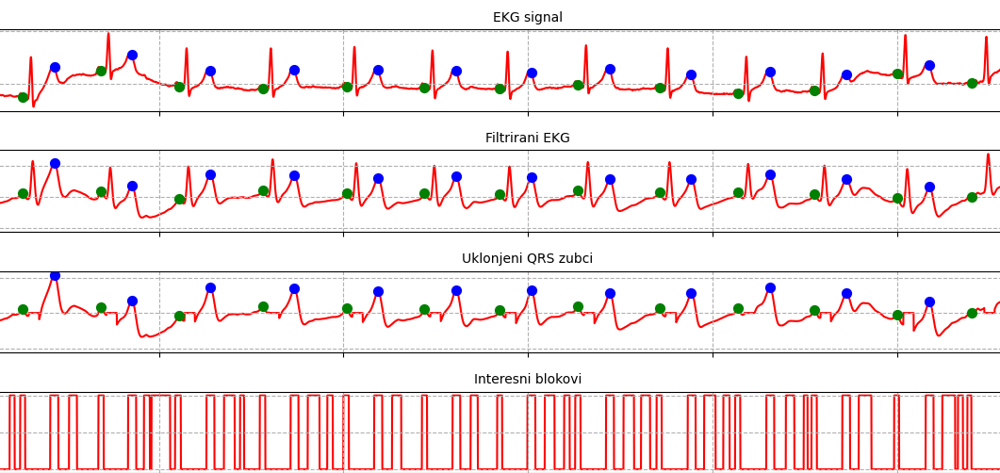 EKG signal
Filtrirani EKG
Uklonjeni QRS zubci
Interesni blokovi